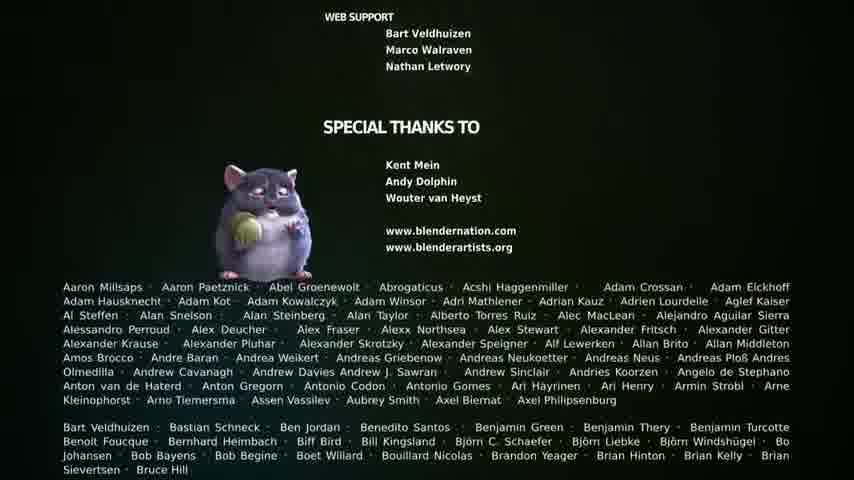 WEB SUPPORT
Bart Veldhuizen
Marco Walraven
Nathan Letwory
SPECIAL THANKS TO
Kent Mein
Andy Dolphin
Wouter van Heyst
www.blendernation.com
www.blenderartists.org
Aaron Millsaps · Aaron Paetznick · Abel Groenewolt · Abrogaticus · Acshi Haggenmiller · Adam Crossan · Adam Elckhoff
Adam Hausknecht · Adam Kot · Adam Kowalczyk · Adam Winsor · Adri Mathlener · Adrian Kauz · Adrien Lourdelle · Aglef Kaiser
Al Steffen · Alan Snelson · Alan Steinberg · Alan Taylor · Alberto Torres Ruiz · Alec MacLean · Alejandro Aguilar Sierra
Alessandro Perroud · Alex Deucher · Alex Fraser · Alexx Northsea · Alex Stewart · Alexander Fritsch · Alexander Gitter
Alexander Krause · Alexander Pluhar · Alexander Skrotzky · Alexander Speigner · Alf Lewerken · Allan Brito · Allan Middleton
Amos Brocco · Andre Baran · Andrea Weikert · Andreas Griebenow · Andreas Neukoetter · Andreas Neus · Andreas Ploß Andres
Olmedilla · Andrew Cavanagh · Andrew Davies Andrew J. Sawran · Andrew Sinclair · Andries Koorzen · Angelo de Stephano
Anton van de Haterd · Anton Gregorn · Antonio Codon · Antonio Gomes · Ari Häyrinen · Ari Henry · Armin Strobl · Arne
Kleinophorst · Arno Tiemersma · Assen Vassilev · Aubrey Smith · Axel Biernat · Axel Philipsenburg
Bart Veldhuizen · Bastian Schneck · Ben Jordan · Benedito Santos · Benjamin Green · Benjamin Thery · Benjamin Turcotte
Benoit Foucque · Bernhard Heimbach · Biff Bird · Bill Kingsland · Björn C. Schaefer · Björn Liebke · Björn Windshügel · Bo
Johansen · Bob Bayens · Bob Begine · Boet Willard · Bouillard Nicolas · Brandon Yeager · Brian Hinton · Brian Kelly · Brian
Sievertsen · Bruce Hill